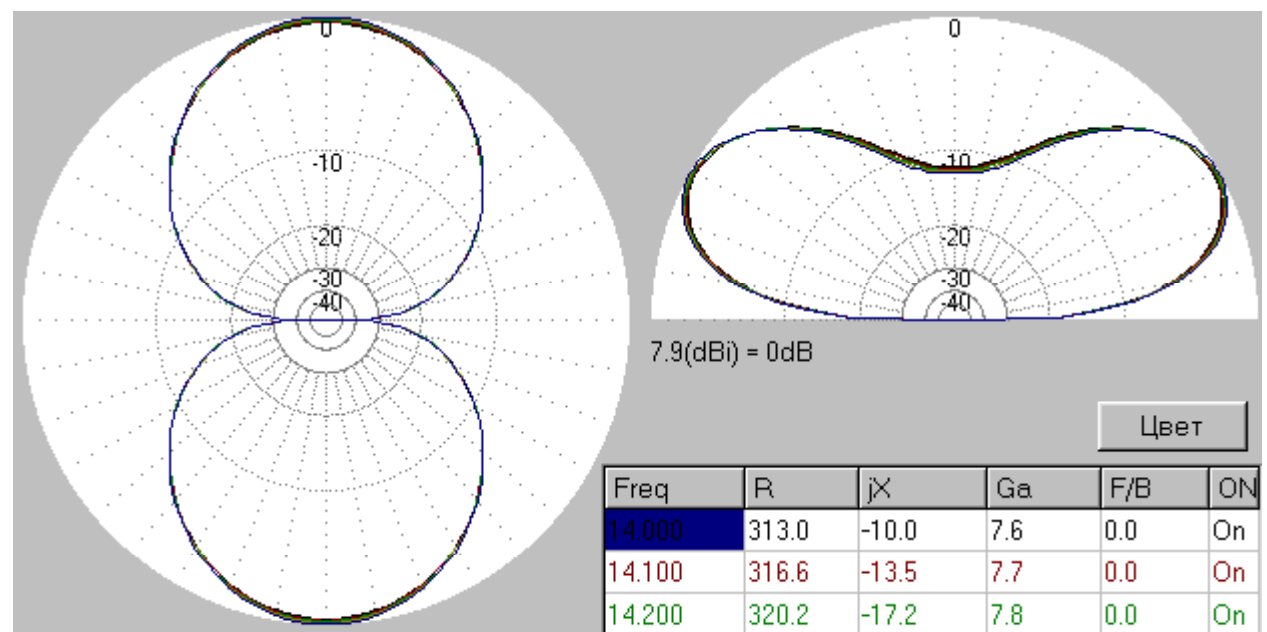 0
-10
-20
-30
-40
0
-10
-20
-30
-40
7.9(dBi) = 0dB
Цвет
Freq R jX Ga F/B ON
14.000 313.0 -10.0 7.6 0.0 On
14.100 316.6 -13.5 7.7 0.0 On
14.200 320.2 -17.2 7.8 0.0 On